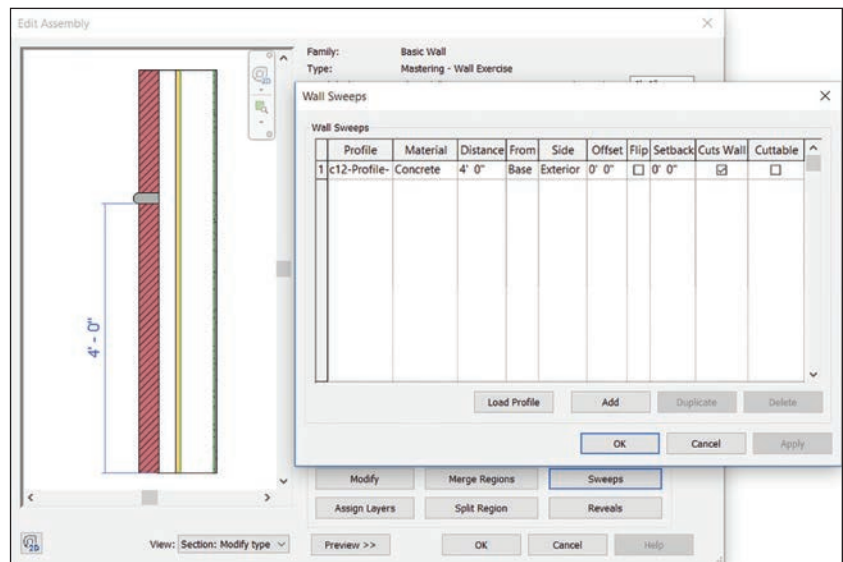 Edit Assembly
Family: Basic Wall
Type: Mastering - Wall Exercise
Wall Sweeps
Wall Sweeps
Profile Material Distance From Side Offset Flip Setback Cuts Wall Cuttable
1 c12-Profile- Concrete 4' 0" Base Exterior 0' 0" 0' 0"
4' - 0"
Load Profile Add Duplicate Delete
OK Cancel Apply
Modify Merge Regions Sweeps
Assign Layers Split Region Reveals
2D
View: Section: Modify type Preview >> OK Cancel Help